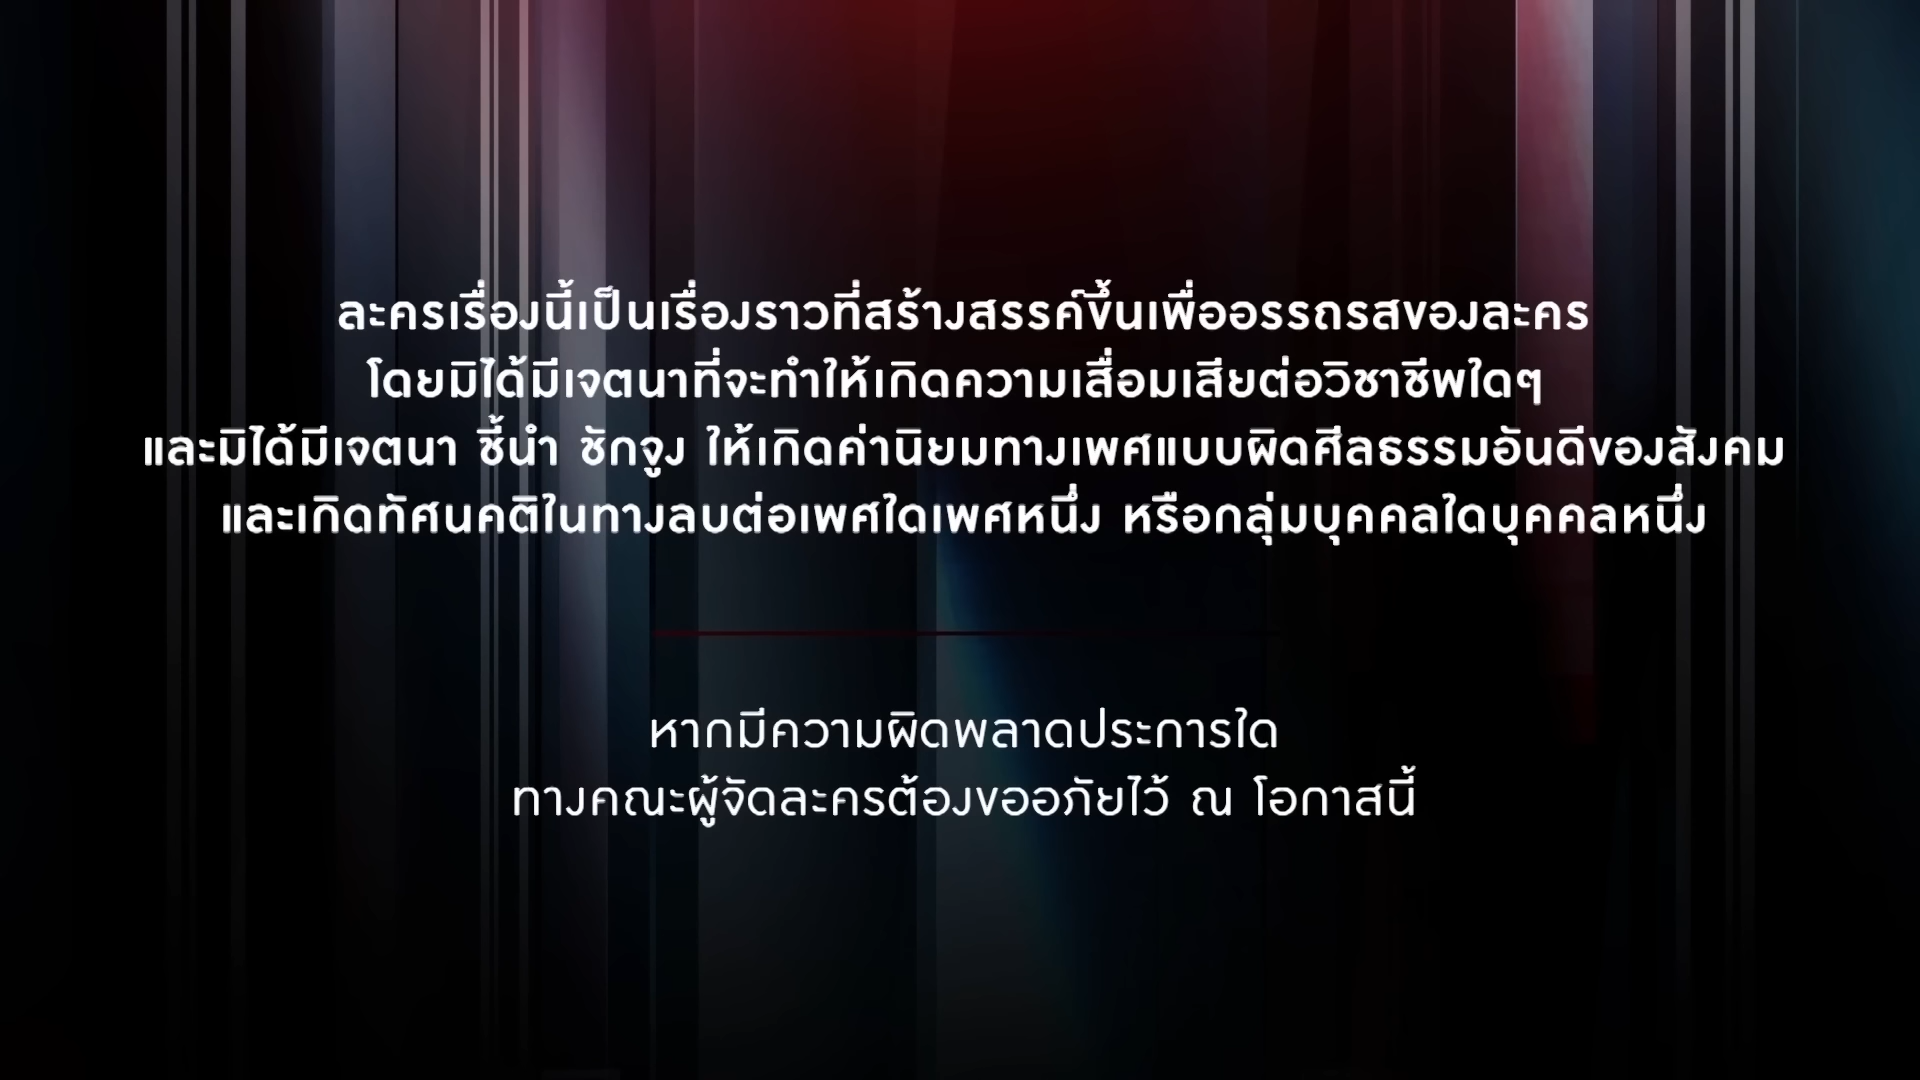 ละครเรื่องนี้เป็นเรื่องราวที่สร้างสรรค์ขึ้นเพื่ออรรถรสของละคร
โดยมิได้มีเจตนาที่จะทำให้เกิดความเสื่อมเสียต่อวิชาชีพใดๆ
และมิได้มีเจตนา ชี้นำ ชักจูง ให้เกิดค่านิยมทางเพศแบบผิดศีลธรรมอันดีของสังคม
และเกิดทัศนคติในทางลบต่อเพศใดเพศหนึ่ง หรือกลุ่มบุคคลใดบุคคลหนึ่ง
หากมีความผิดพลาดประการใด
ทางคณะผู้จัดละครต้องขออภัยไว้ ณ โอกาสนี้